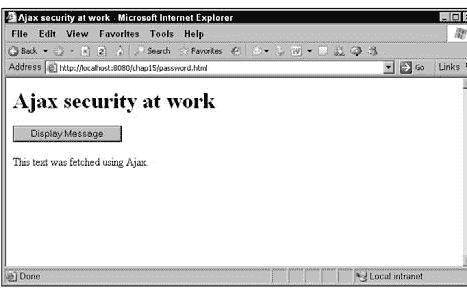 Ajax security at work - Microsoft Internet Explorer
File Edit View Favorites Tools Help
Back Search Favorites
Address http://localhost:8080/chap15/password.html Go Links
Ajax security at work
Display Message
This text was fetched using Ajax.
Done Local intranet